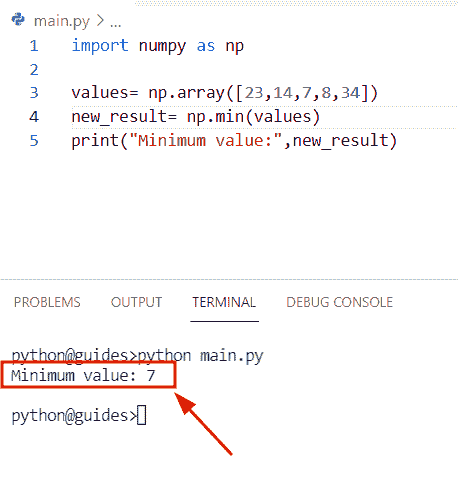 main.py > ...
1 import numpy as np
2
3 values= np.array([23,14,7,8,34])
4 new_result= np.min(values)
5 print("Minimum value:",new_result)
PROBLEMS OUTPUT TERMINAL DEBUG CONSOLE
python@guides>python main.py
Minimum value: 7
python@guides>